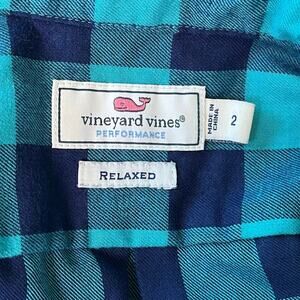 vineyard vines®
PERFORMANCE
MADE IN
CHINA
2
RELAXED